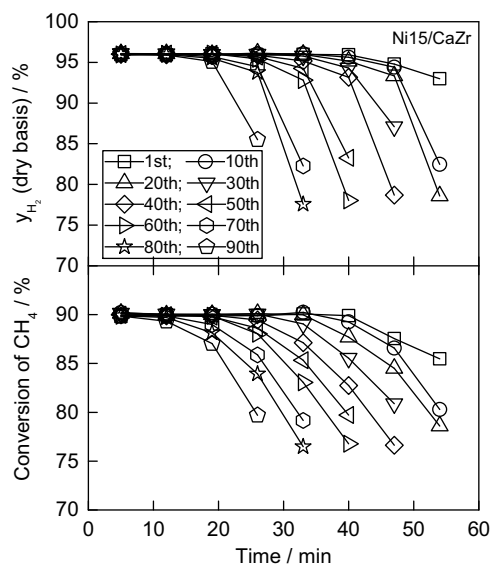 Ni15/CaZr
y_H₂ (dry basis) / %
100
95
90
85
80
75
70
1st; 10th
20th; 30th
40th; 50th
60th; 70th
80th; 90th
Conversion of CH₄ / %
95
90
85
80
75
70
0 10 20 30 40 50 60
Time / min